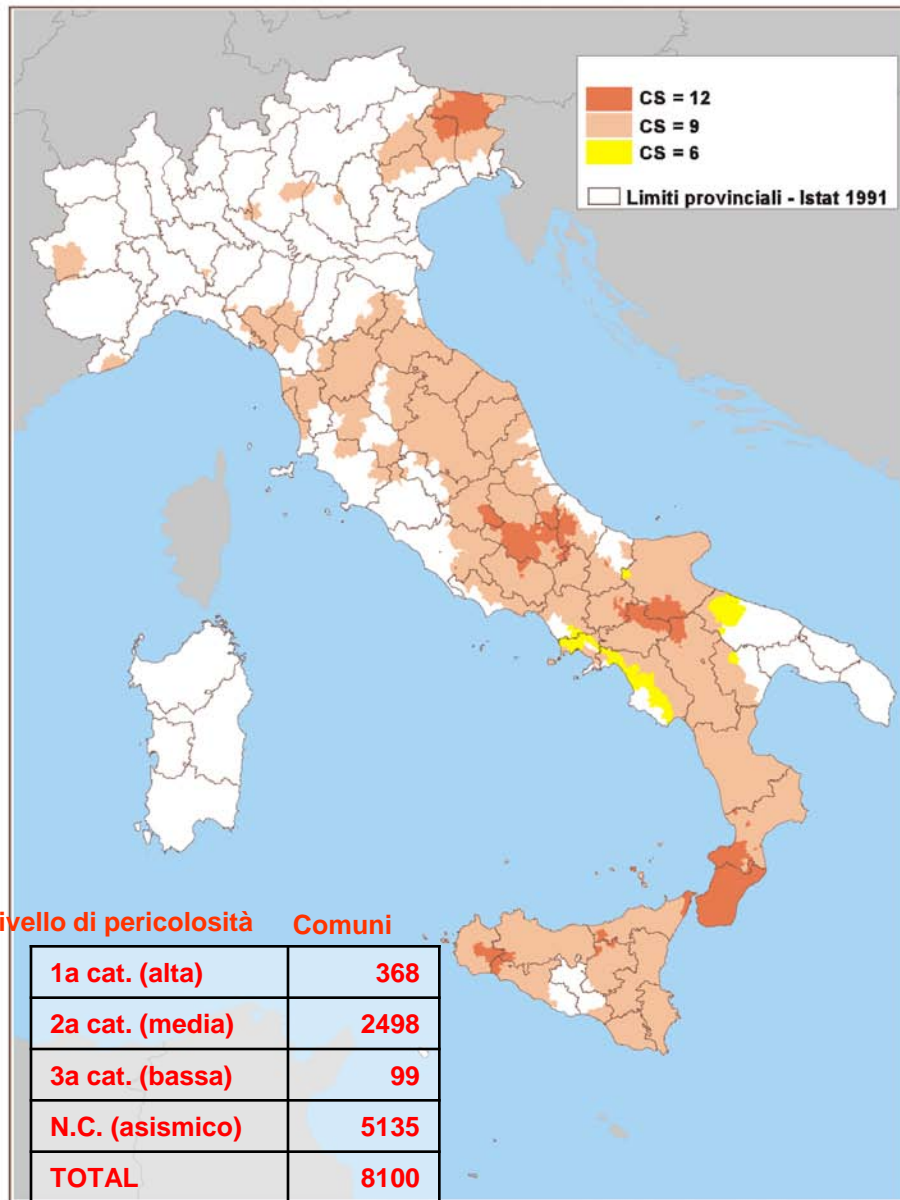 CS = 12
CS = 9
CS = 6
Limiti provinciali - Istat 1991
ivello di pericolosità Comuni
1a cat. (alta) 368
2a cat. (media) 2498
3a cat. (bassa) 99
N.C. (asismico) 5135
TOTAL 8100